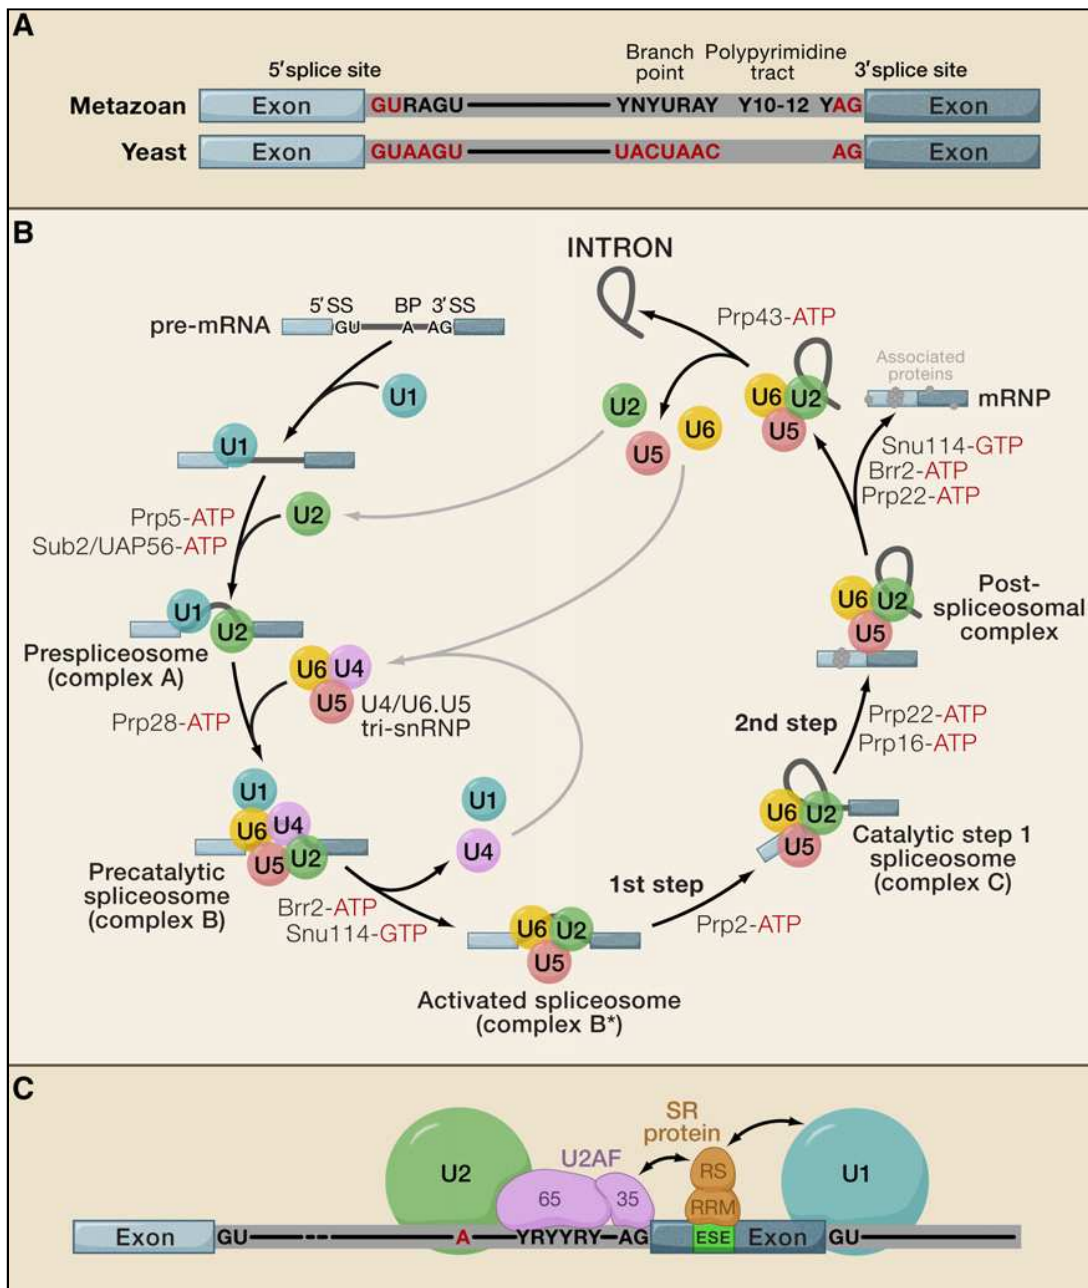 A
5'splice site
Branch point
Polypyrimidine tract
3'splice site
Metazoan
Exon
GURAGU
YNYURAY
Y10-12
YAG
Exon
Yeast
Exon
GUAAGU
UACUAAC
AG
Exon
B
pre-mRNA
5'SS
BP
3'SS
GU
A
AG
U1
U1
Prp5-ATP
Sub2/UAP56-ATP
U2
U1
U2
Prespliceosome
(complex A)
U6
U4
U5
U4/U6.U5
tri-snRNP
Prp28-ATP
U1
U6
U4
U5
U2
Precatalytic
spliceosome
(complex B)
U1
U4
Brr2-ATP
Snu114-GTP
U6
U2
U5
Activated spliceosome
(complex B*)
1st step
Prp2-ATP
U6
U2
U5
Catalytic step 1
spliceosome
(complex C)
2nd step
Prp22-ATP
Prp16-ATP
U6
U2
U5
Post-
spliceosomal
complex
Snu114-GTP
Brr2-ATP
Prp22-ATP
Associated
proteins
mRNP
U6
U2
U5
Prp43-ATP
INTRON
U2
U5
U6
C
U2
U2AF
65
35
SR
protein
RS
RRM
U1
Exon
GU
A
YRYYRY
AG
ESE
Exon
GU